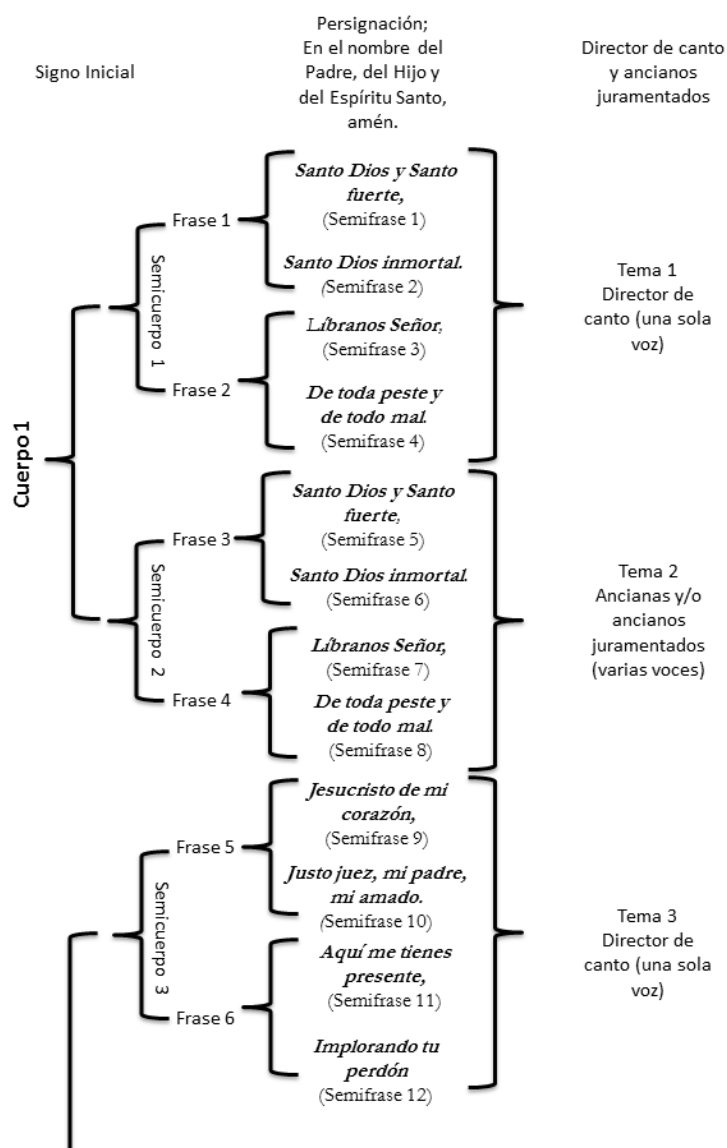 Signo Inicial
Persignación;
En el nombre del
Padre, del Hijo y
del Espíritu Santo,
amén.
Director de canto
y ancianos
juramentados
Cuerpo1
Semicuerpo 1
Frase 1
Santo Dios y Santo
fuerte,
(Semifrase 1)
Santo Dios inmortal.
(Semifrase 2)
Frase 2
Líbranos Señor,
(Semifrase 3)
De toda peste y
de todo mal.
(Semifrase 4)
Tema 1
Director de
canto (una sola
voz)
Semicuerpo 2
Frase 3
Santo Dios y Santo
fuerte,
(Semifrase 5)
Santo Dios inmortal.
(Semifrase 6)
Frase 4
Líbranos Señor,
(Semifrase 7)
De toda peste y
de todo mal.
(Semifrase 8)
Tema 2
Ancianas y/o
ancianos
juramentados
(varias voces)
Semicuerpo 3
Frase 5
Jesucristo de mi
corazón,
(Semifrase 9)
Justo juez, mi padre,
mi amado.
(Semifrase 10)
Frase 6
Aquí me tienes
presente,
(Semifrase 11)
Implorando tu
perdón
(Semifrase 12)
Tema 3
Director de
canto (una sola
voz)